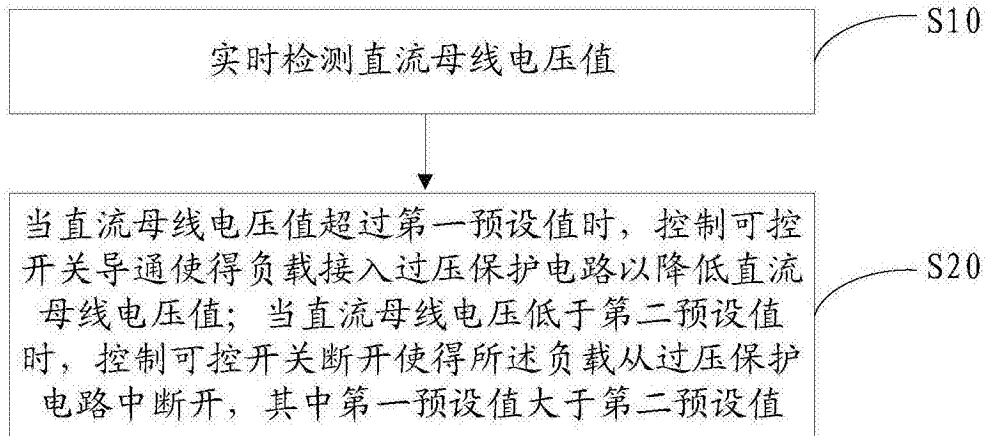 实时检测直流母线电压值
S10
当直流母线电压值超过第一预设值时，控制可控
开关导通使得负载接入过压保护电路以降低直流
母线电压值；当直流母线电压低于第二预设值
时，控制可控开关断开使得所述负载从过压保护
电路中断开，其中第一预设值大于第二预设值
S20